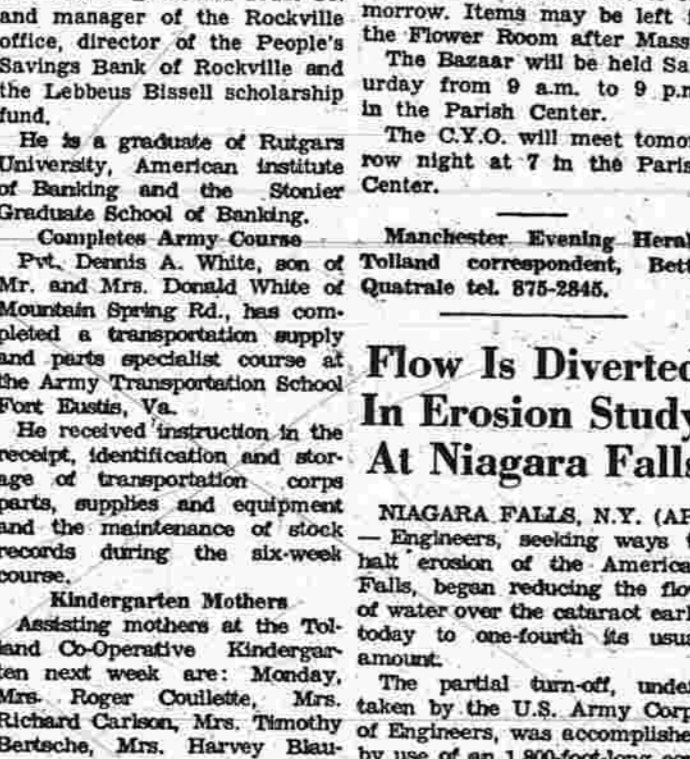 and manager of the Rockville
office, director of the People's
Savings Bank of Rockville and
the Lebbeus Bissell scholarship
fund.
He is a graduate of Rutgars
University, American institute
of Banking and the Stonier
Graduate School of Banking.
Completes Army Course
Pvt. Dennis A. White, son of
Mr. and Mrs. Donald White of
Mountain Spring Rd., has com-
pleted a transportation supply
and parts specialist course at
the Army Transportation School
Fort Eustis, Va.
He received instruction in the
receipt, identification and stor-
age of transportation corps
parts, supplies and equipment
and the maintenance of stock
records during the six-week
course.
Kindergarten Mothers
Assisting mothers at the Tol-
land Co-Operative Kindergar-
ten next week are: Monday,
Mrs. Roger Coullette, Mrs.
Richard Carlson, Mrs. Timothy
Bertsche, Mrs. Harvey Blau-
morrow. Items may be left
the Flower Room after Mass
The Bazaar will be held Sa
urday from 9 a.m. to 9 p.m
in the Parish Center.
The C.Y.O. will meet tomo
row night at 7 in the Paris
Center.
Manchester Evening Heral
Tolland correspondent, Bett
Quatrale tel. 875-2845.
Flow Is Diverted
In Erosion Study
At Niagara Falls
NIAGARA FALLS, N.Y. (AP
— Engineers, seeking ways t
halt erosion of the America
Falls, began reducing the flo
of water over the cataract earl
today to one-fourth its usu
amount.
The partial turn-off, unde
taken by the U.S. Army Corp
of Engineers, was accomplishe
by use of an 1,800-foot-long